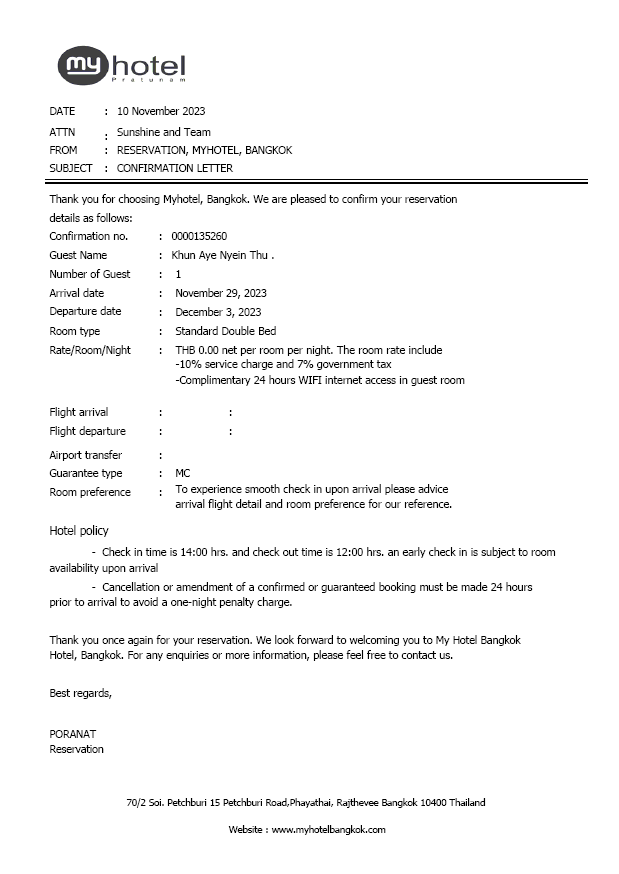 my hotel
Pratunam
DATE : 10 November 2023
ATTN : Sunshine and Team
FROM : RESERVATION, MYHOTEL, BANGKOK
SUBJECT : CONFIRMATION LETTER
Thank you for choosing Myhotel, Bangkok. We are pleased to confirm your reservation
details as follows:
Confirmation no. : 0000135260
Guest Name : Khun Aye Nyein Thu .
Number of Guest : 1
Arrival date : November 29, 2023
Departure date : December 3, 2023
Room type : Standard Double Bed
Rate/Room/Night : THB 0.00 net per room per night. The room rate include
-10% service charge and 7% government tax
-Complimentary 24 hours WIFI internet access in guest room
Flight arrival : :
Flight departure : :
Airport transfer :
Guarantee type : MC
Room preference : To experience smooth check in upon arrival please advice
arrival flight detail and room preference for our reference.
Hotel policy
- Check in time is 14:00 hrs. and check out time is 12:00 hrs. an early check in is subject to room
availability upon arrival
- Cancellation or amendment of a confirmed or guaranteed booking must be made 24 hours
prior to arrival to avoid a one-night penalty charge.
Thank you once again for your reservation. We look forward to welcoming you to My Hotel Bangkok
Hotel, Bangkok. For any enquiries or more information, please feel free to contact us.
Best regards,
PORANAT
Reservation
70/2 Soi. Petchburi 15 Petchburi Road,Phayathai, Rajthevee Bangkok 10400 Thailand
Website : www.myhotelbangkok.com